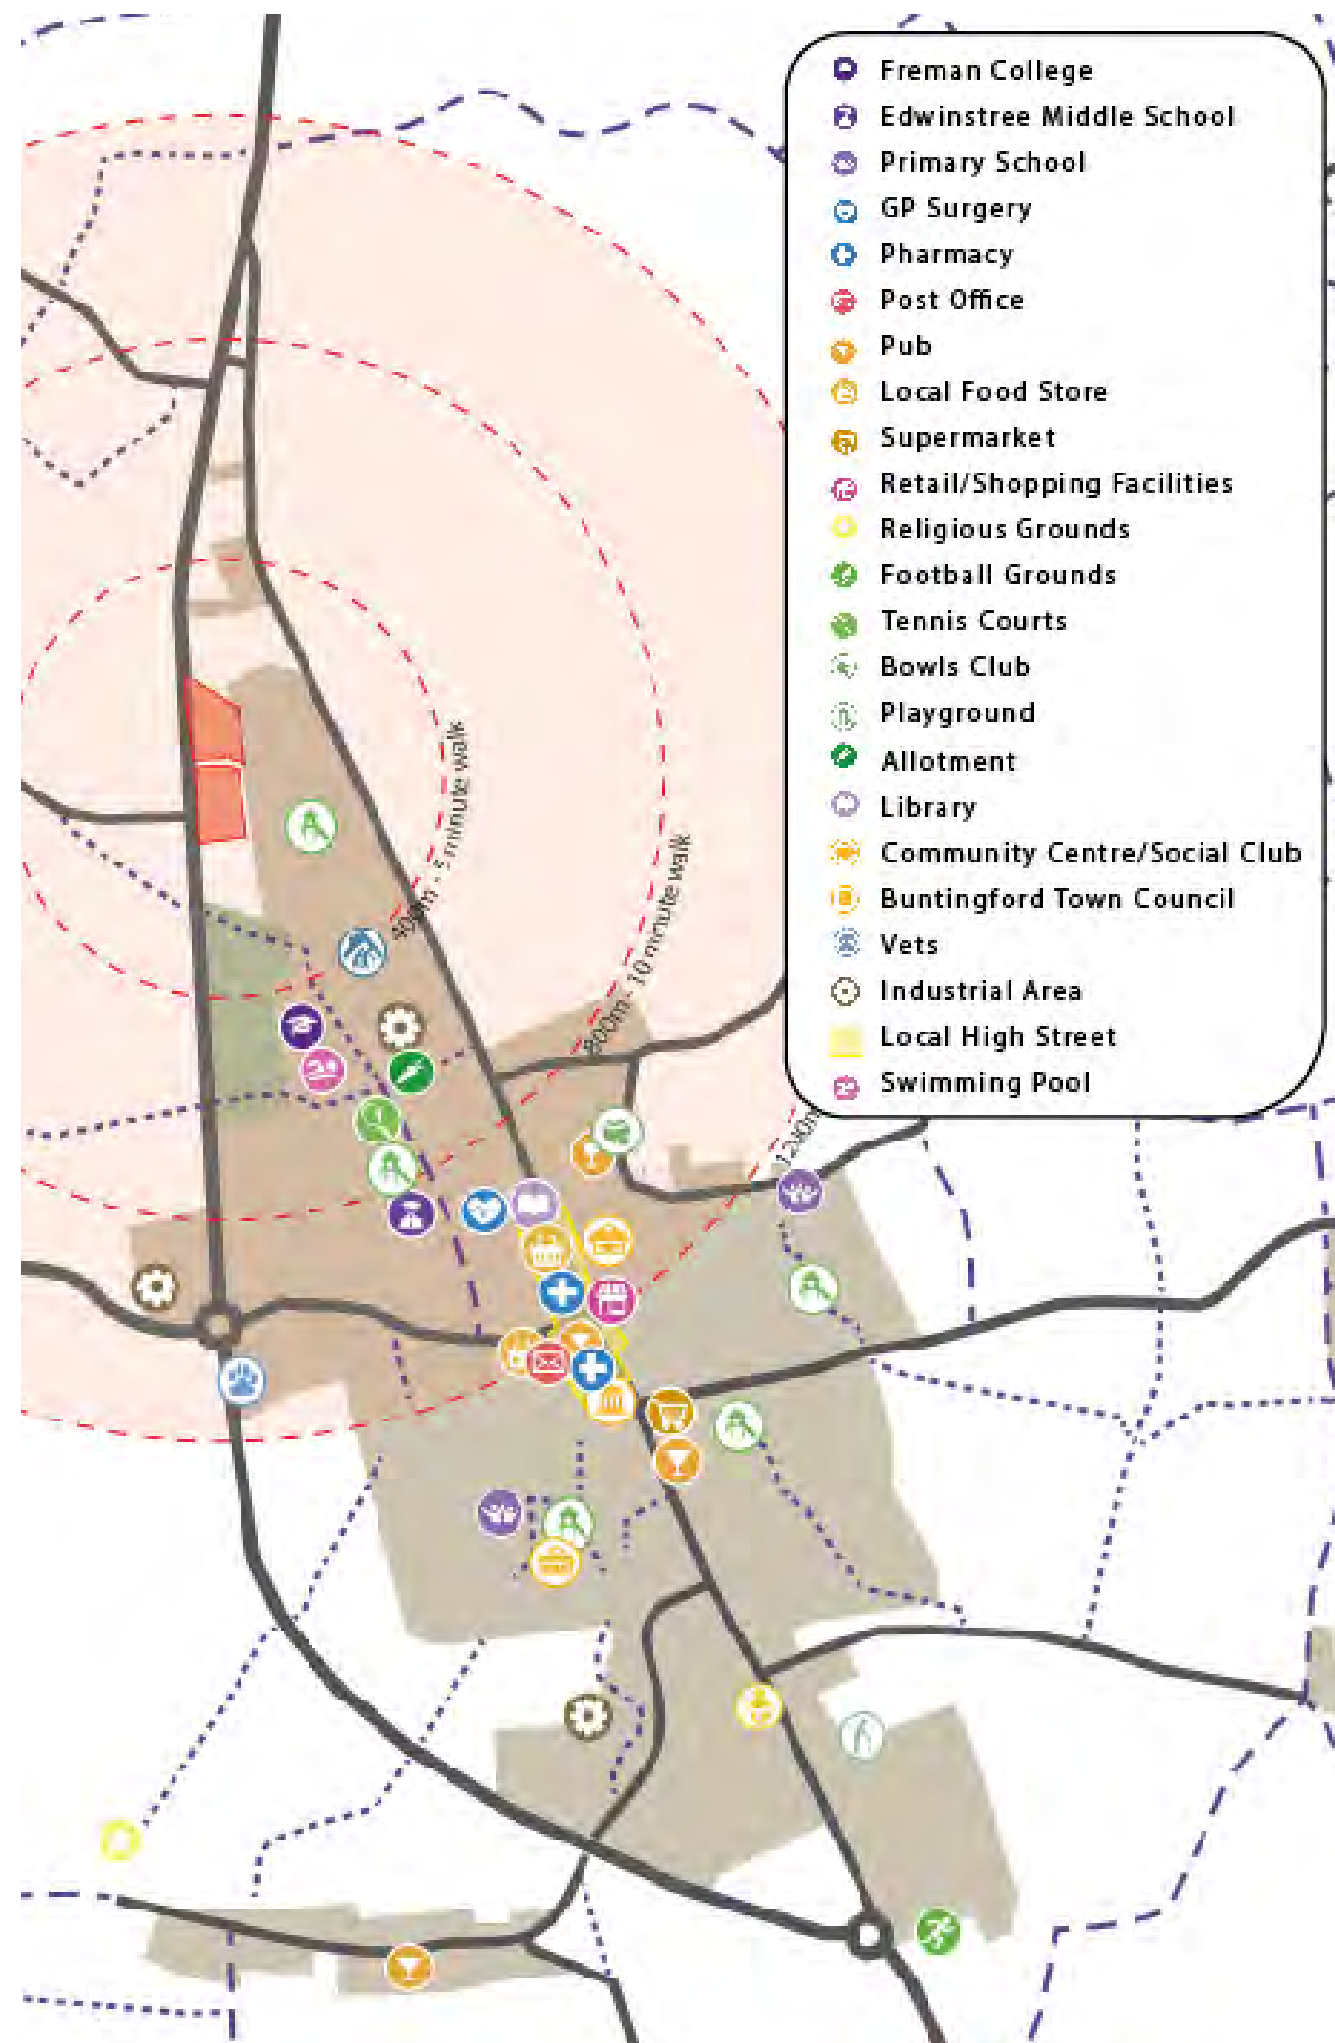 Freman College
Edwinstree Middle School
Primary School
GP Surgery
Pharmacy
Post Office
Pub
Local Food Store
Supermarket
Retail/Shopping Facilities
Religious Grounds
Football Grounds
Tennis Courts
Bowls Club
Playground
Allotment
Library
Community Centre/Social Club
Buntingford Town Council
Vets
Industrial Area
Local High Street
Swimming Pool
400m - 5 minute walk
800m - 10 minute walk
1200m